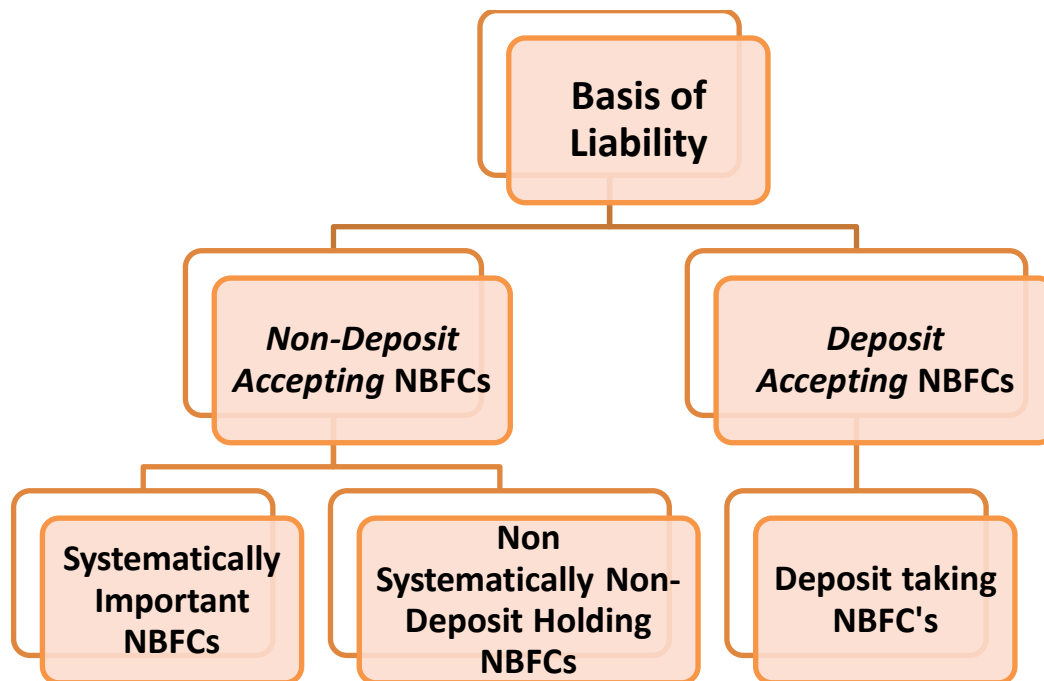 Basis of
Liability
Non-Deposit
Accepting NBFCs
Deposit
Accepting NBFCs
Systematically
Important
NBFCs
Non
Systematically Non-
Deposit Holding
NBFCs
Deposit taking
NBFC's